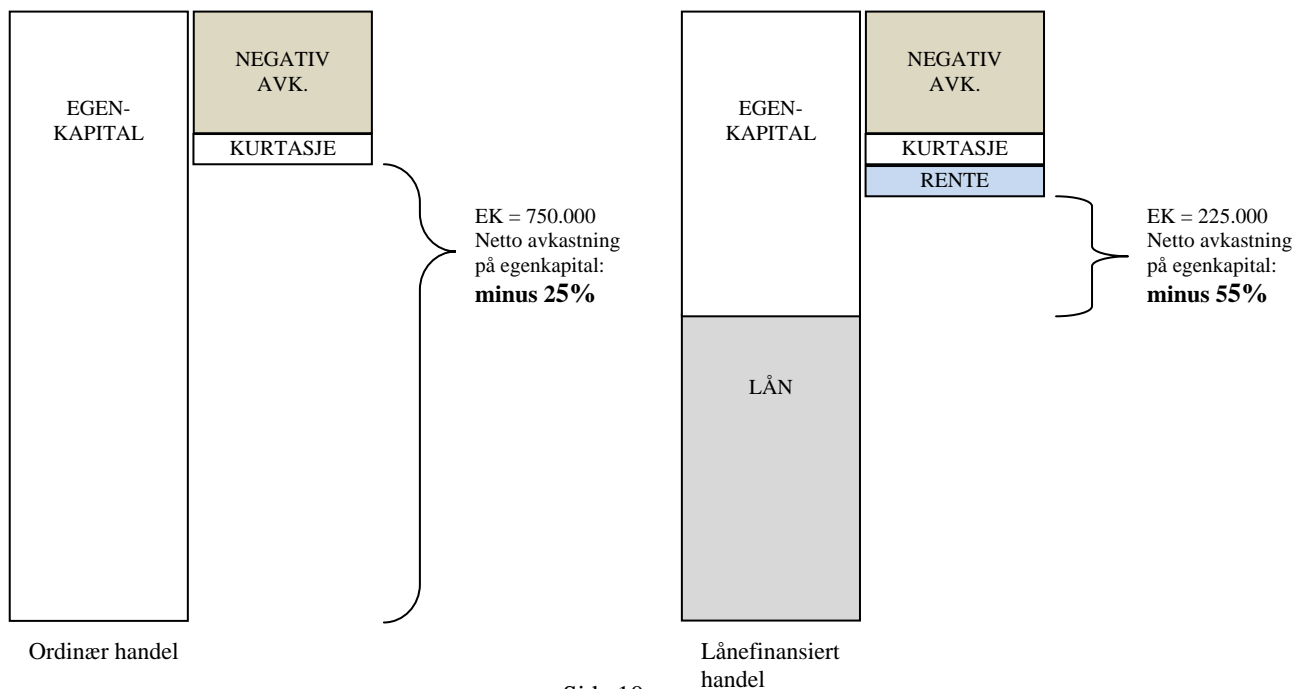 EGEN-
KAPITAL
NEGATIV
AVK.
KURTASJE
EK = 750.000
Netto avkastning
på egenkapital:
minus 25%
Ordinær handel
EGEN-
KAPITAL
LÅN
NEGATIV
AVK.
KURTASJE
RENTE
EK = 225.000
Netto avkastning
på egenkapital:
minus 55%
Lånefinansiert
handel